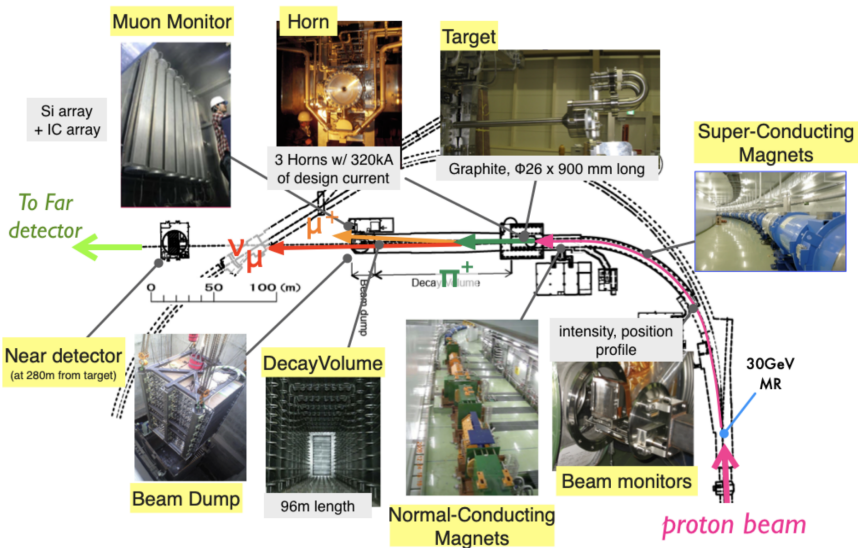 Muon Monitor
Horn
Target
Si array
+ IC array
Super-Conducting
Magnets
3 Horns w/ 320kA
of design current
Graphite, Φ26 x 900 mm long
To Far
detector
μ+
νμ
π+
0 50 100 (m)
Decay Volume
Beam dump
Near detector
(at 280m from target)
DecayVolume
intensity, position
profile
30GeV
MR
Beam Dump
96m length
Normal-Conducting
Magnets
Beam monitors
proton beam